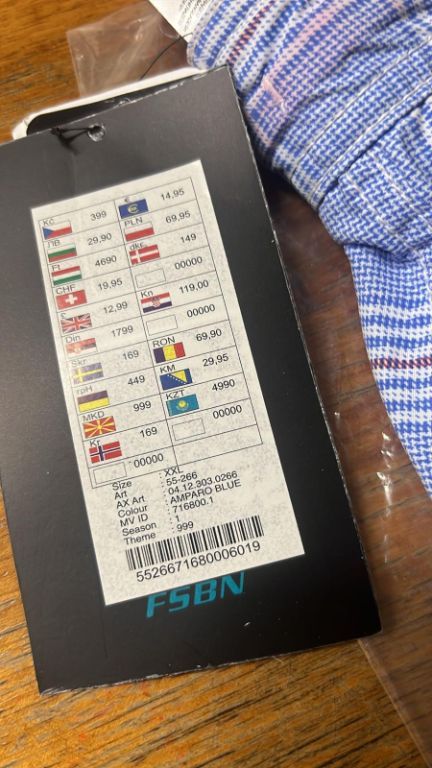 Kč 399 € 14,95
ЛВ 29,90 PLN 69,95
Ft 4690 dkr. 149
CHF 19,95 00000
£ 12,99 Kn 119,00
Din 1799 00000
Skr 169 RON 69,90
грн 449 KM 29,95
MKD 999 KZT 4990
Kr 169 00000
00000
Size : XXL
Art : 55-266
AX Art : 04.12.303.0266
Colour : AMPARO BLUE
MV ID : 716800.1
Season : 1
Theme : 999
5526671680006019
FSBN